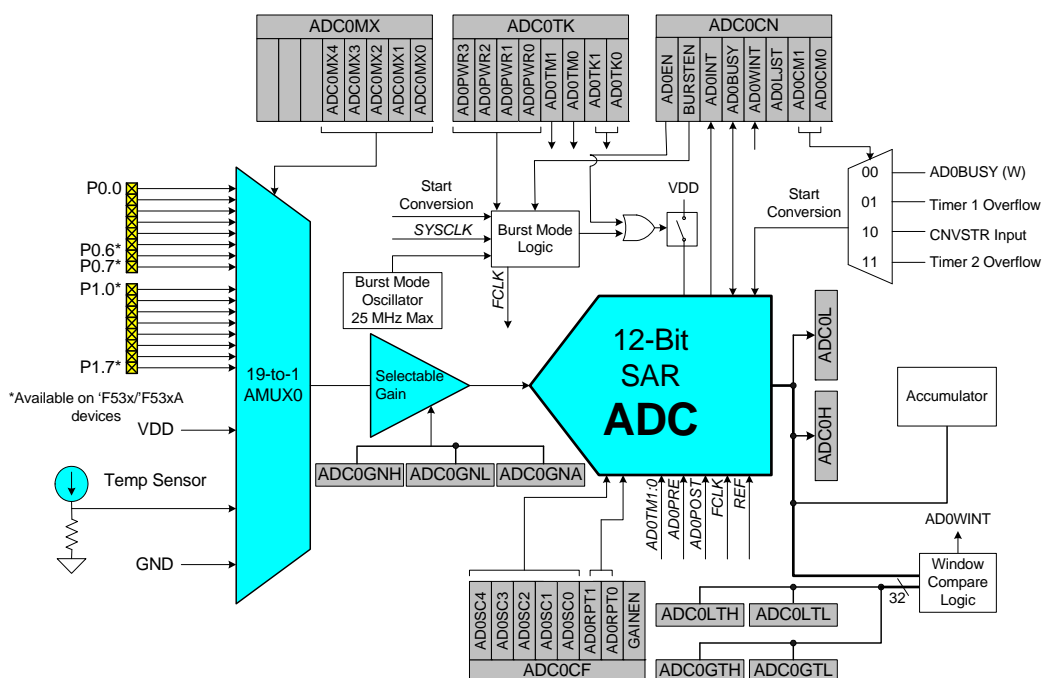 ADC0MX
ADC0MX4
ADC0MX3
ADC0MX2
ADC0MX1
ADC0MX0
ADC0TK
AD0PWR3
AD0PWR2
AD0PWR1
AD0PWR0
AD0TM1
AD0TM0
AD0TK1
AD0TK0
ADC0CN
AD0EN
BURSTEN
AD0INT
AD0BUSY
AD0WINT
AD0LJST
AD0CM1
AD0CM0
P0.0
P0.6*
P0.7*
P1.0*
P1.7*
*Available on 'F53x/'F53xA
devices
VDD
Temp Sensor
GND
19-to-1
AMUX0
Start
Conversion
SYSCLK
Burst Mode
Logic
Burst Mode
Oscillator
25 MHz Max
FCLK
VDD
Start
Conversion
00
01
10
11
AD0BUSY (W)
Timer 1 Overflow
CNVSTR Input
Timer 2 Overflow
Selectable
Gain
12-Bit
SAR
ADC
ADC0L
ADC0H
Accumulator
ADC0GNH
ADC0GNL
ADC0GNA
AD0TM1:0
AD0PRE
AD0POST
FCLK
REF
AD0WINT
Window
Compare
Logic
32
AD0SC4
AD0SC3
AD0SC2
AD0SC1
AD0SC0
AD0RPT1
AD0RPT0
GAINEN
ADC0CF
ADC0LTH
ADC0LTL
ADC0GTH
ADC0GTL